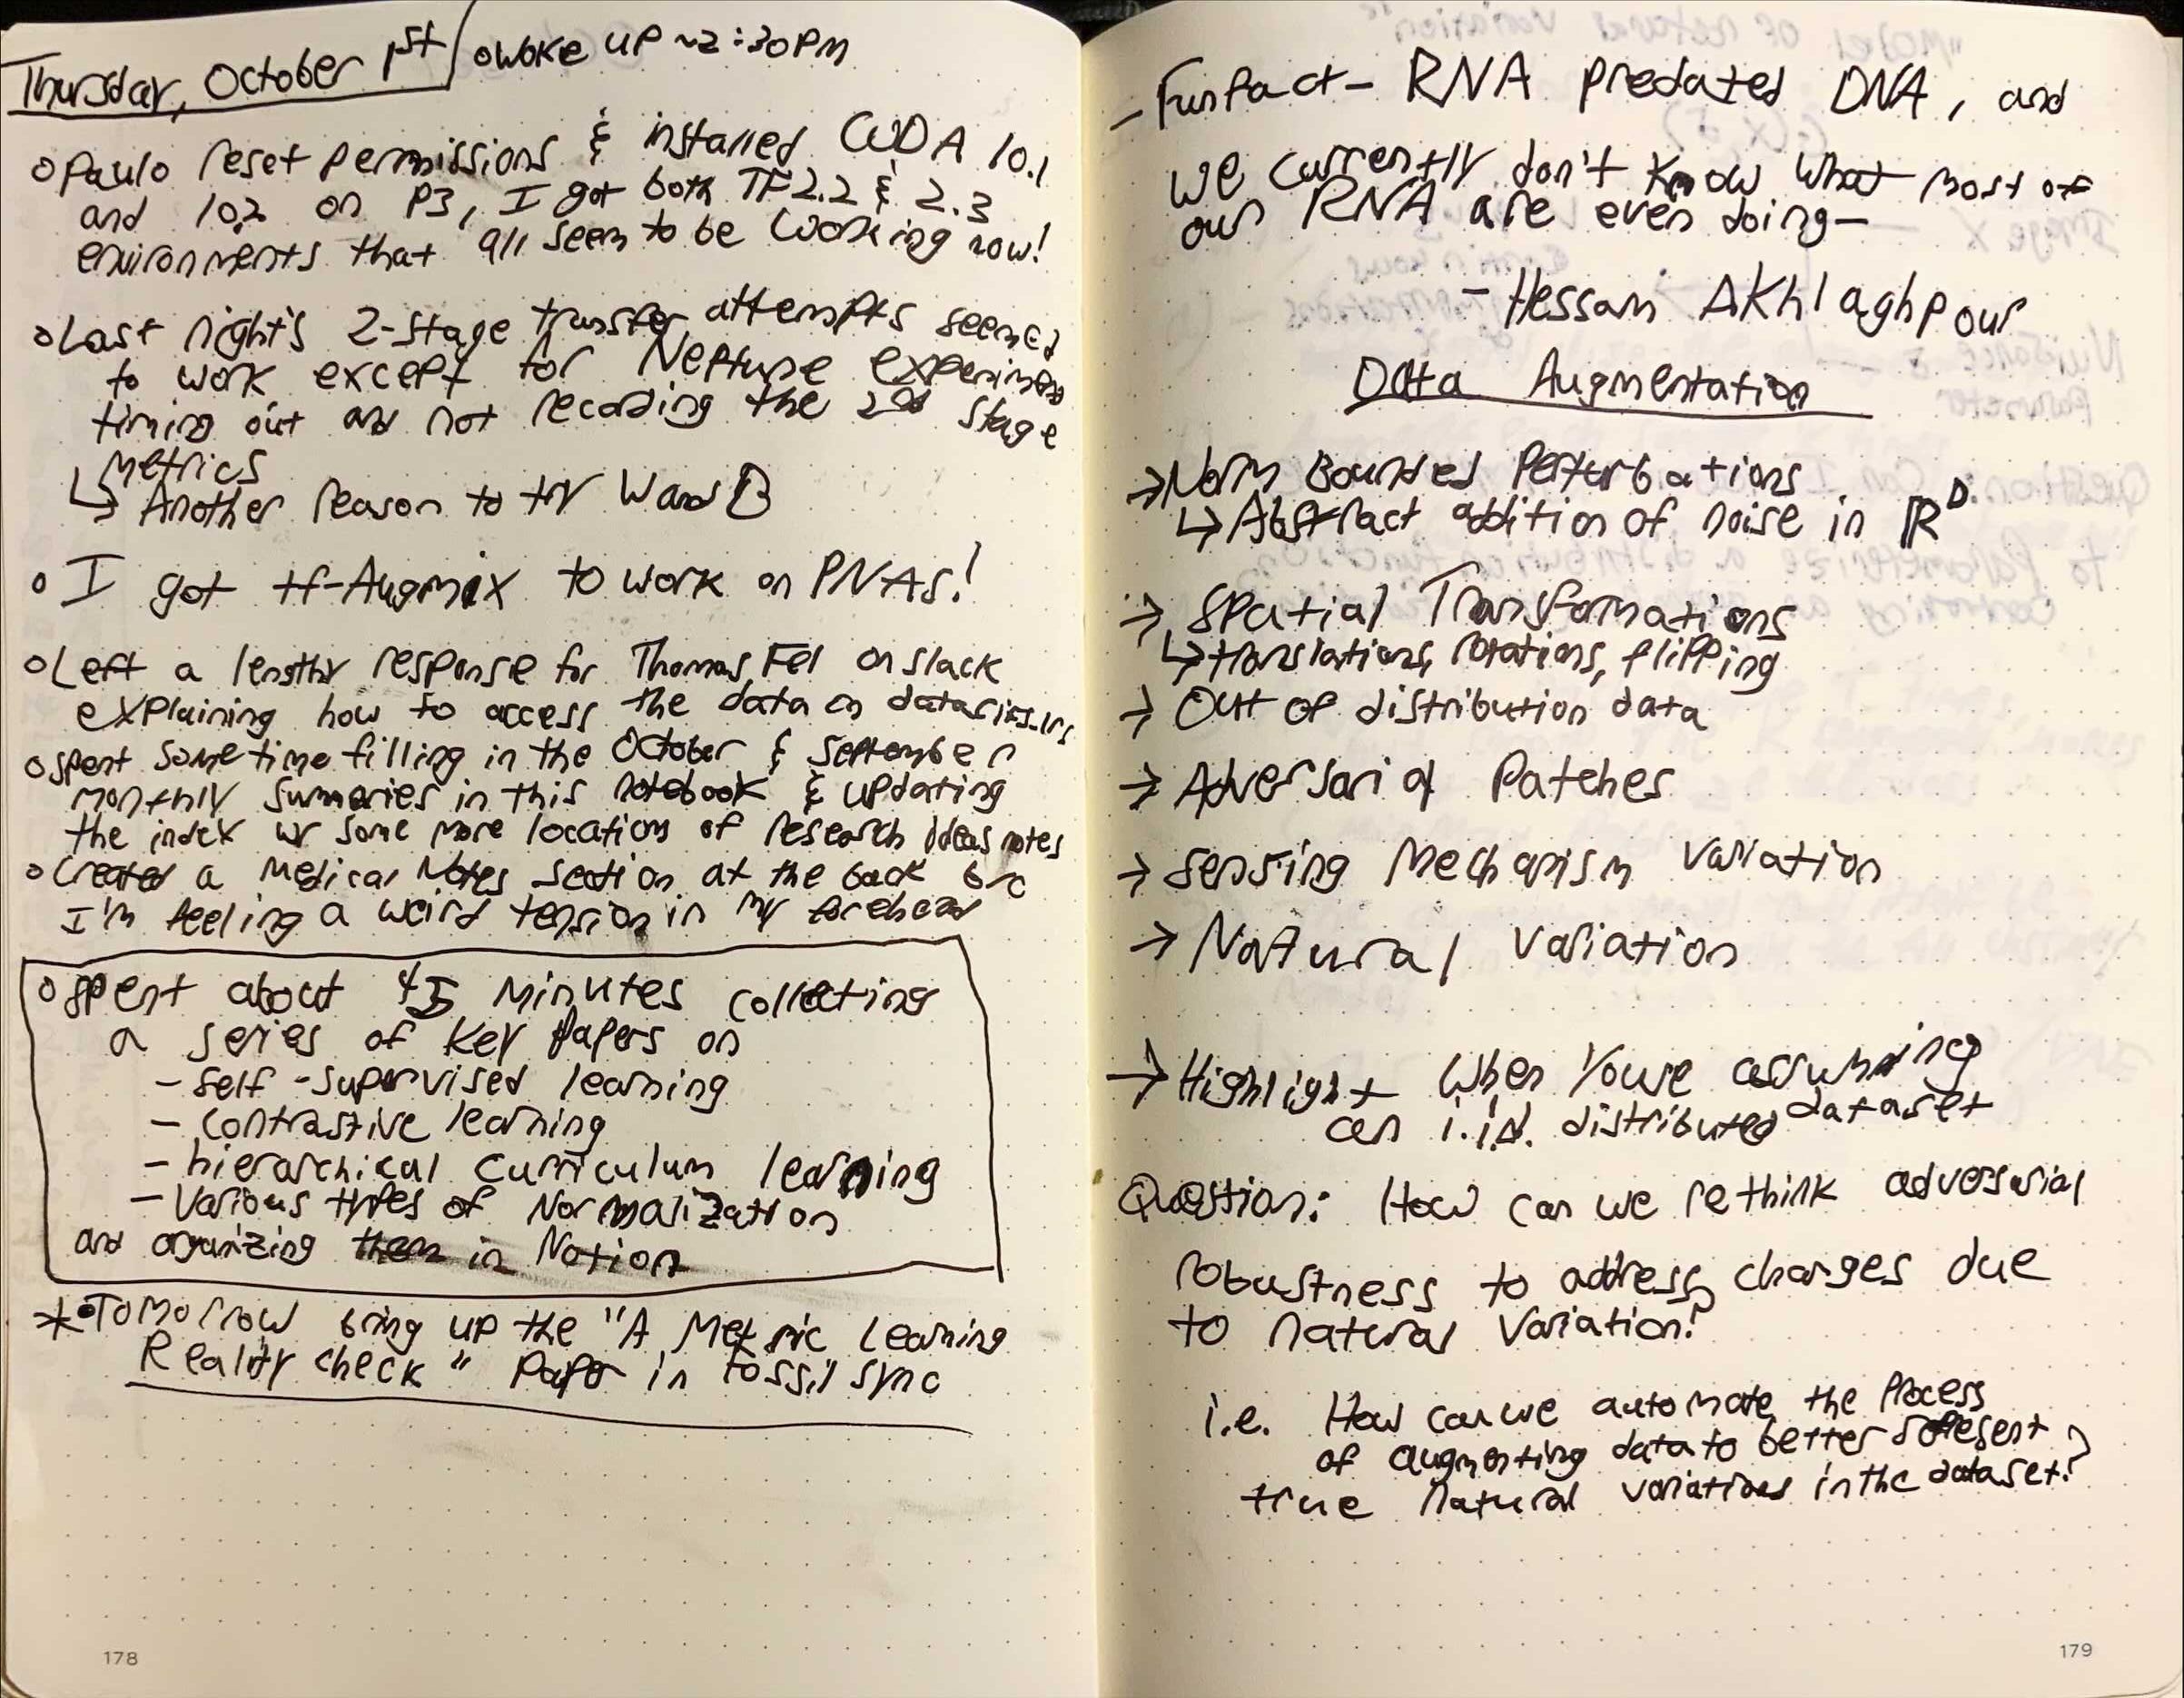 Thursday, October 1st / o Woke up ~2:30PM
o Paulo reset permissions & installed CUDA 10.1
and 10.2 on P3, I got both TF2.2 & 2.3
environments that all seem to be working now!
o Last night's 2-stage transfer attempts seemed
to work except for Neptune experiments
timing out and not recording the 2nd stage
metrics
↳ Another reason to try WandB
o I got tf-Augmix to work on PNAS!
o Left a lengthy response for Thomas Fel on slack
explaining how to access the data on
o Spent some time filling in the October & September
monthly summaries in this notebook & updating
the index w/ some more locations of research ideas notes
o Created a Medical Notes section at the back b/c
I'm feeling a weird tension in my forehead
o Spent about 45 minutes collecting
a series of key papers on
- self-supervised learning
- contrastive learning
- hierarchical curriculum learning
- Various types of Normalization
and organizing them in Notion
* Tomorrow bring up the "A Metric Learning
Reality check" paper in fossil sync
178
- Funfact - RNA predated DNA, and
we currently don't know what most of
our RNA are even doing -
- Hessam Akhlaghpour
Data Augmentation
→ Norm Bounded Perturbations
↳ Abstract addition of noise in ℝᴰ
→ Spatial Transformations
↳ translations, rotations, flipping
→ Out of distribution data
→ Adversarial Patches
→ Sensing Mechanism Variation
→ Natural Variation
→ Highlight when you're assuming
an i.i.d. distributed dataset
Question: How can we rethink adversarial
robustness to address changes due
to natural variation?
i.e. How can we automate the process
of augmenting data to better represent
true natural variations in the dataset?
179